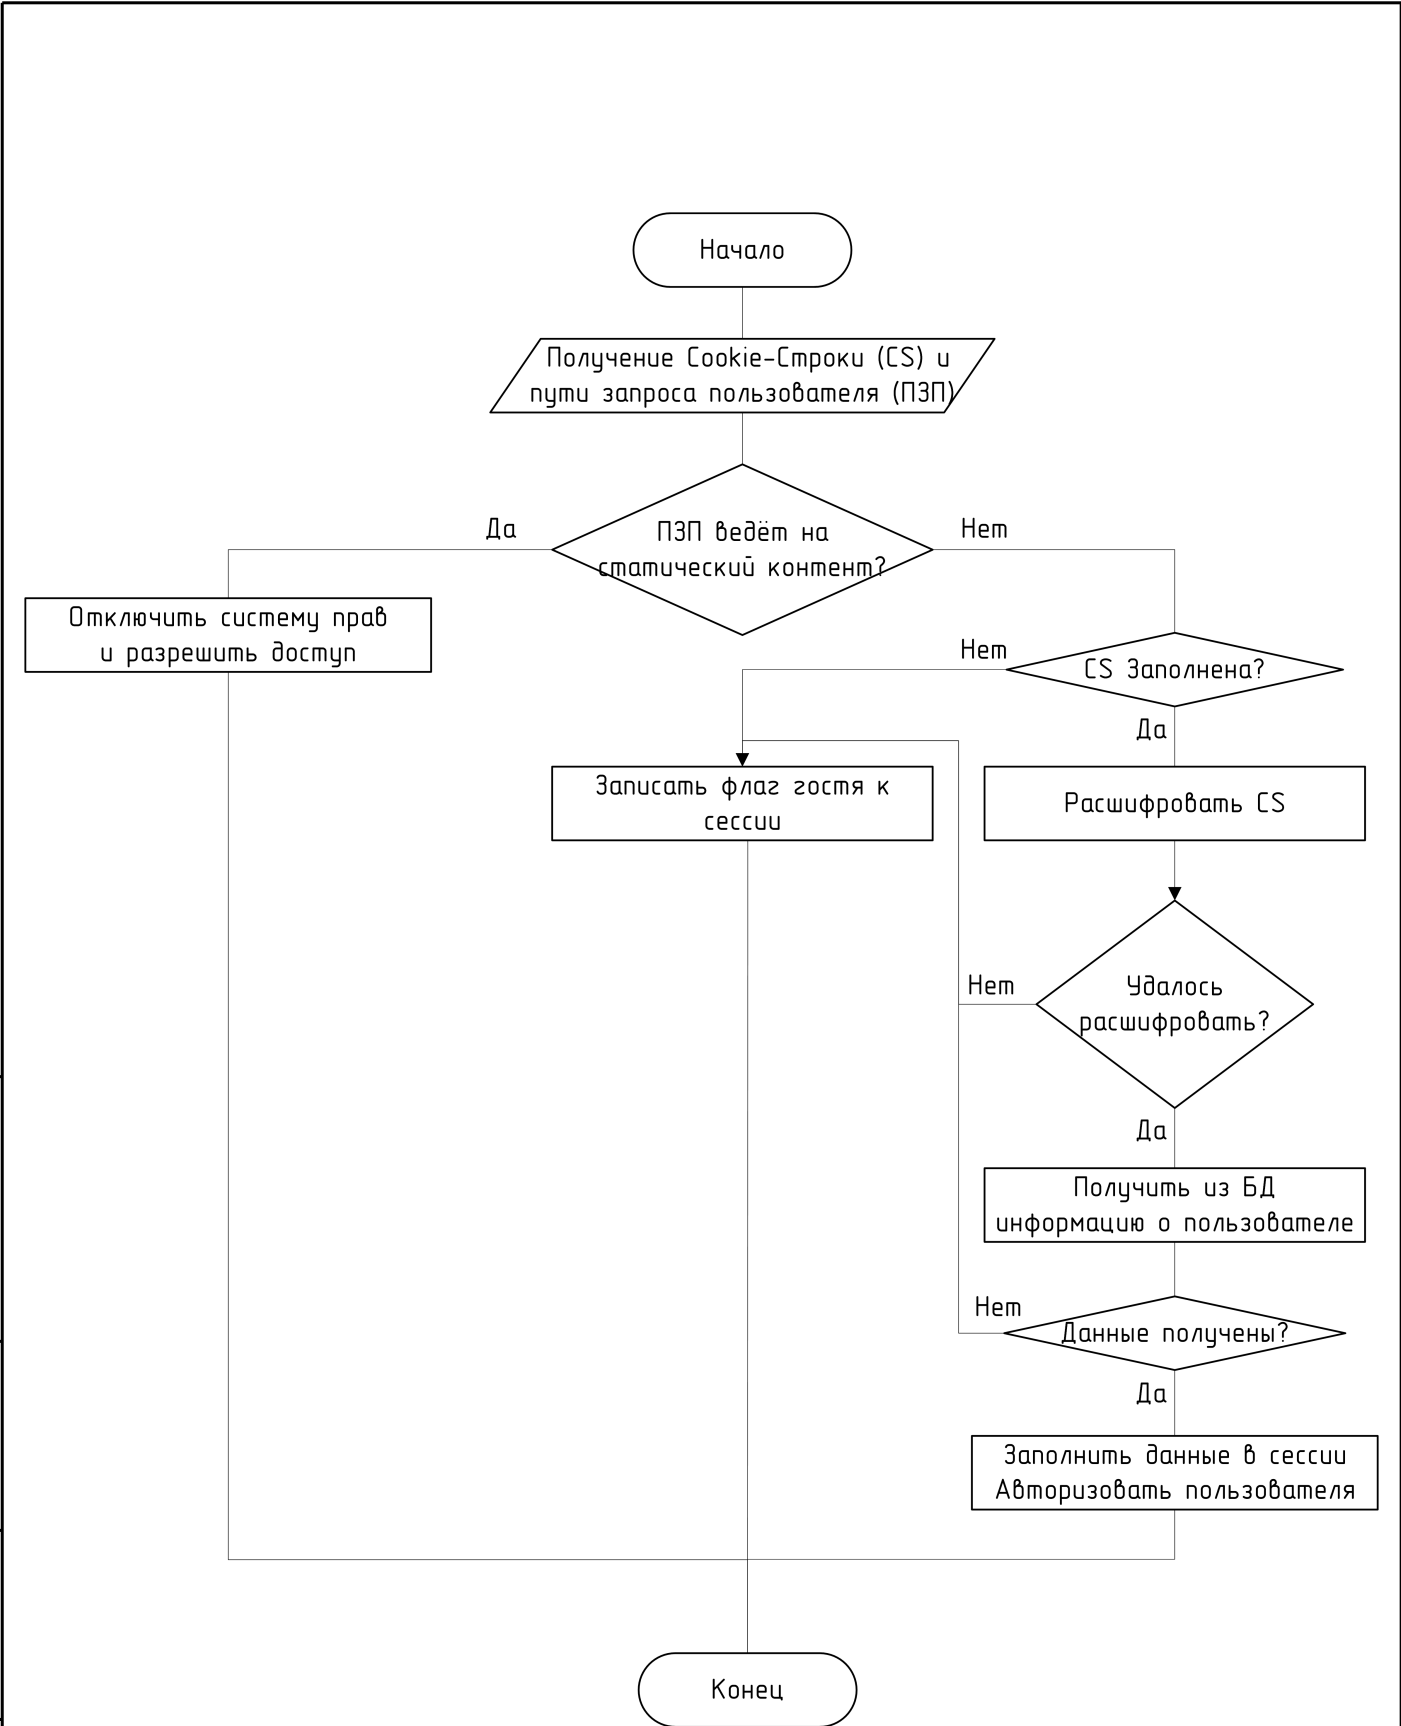 Начало
Получение Cookie-Строки (CS) и
пути запроса пользователя (ПЗП)
Да
ПЗП ведёт на
статический контент?
Нет
Отключить систему прав
и разрешить доступ
Нет
CS Заполнена?
Да
Записать флаг гостя к
сессии
Расшифровать CS
Нет
Удалось
расшифровать?
Да
Получить из БД
информацию о пользователе
Нет
Данные получены?
Да
Заполнить данные в сессии
Авторизовать пользователя
Конец